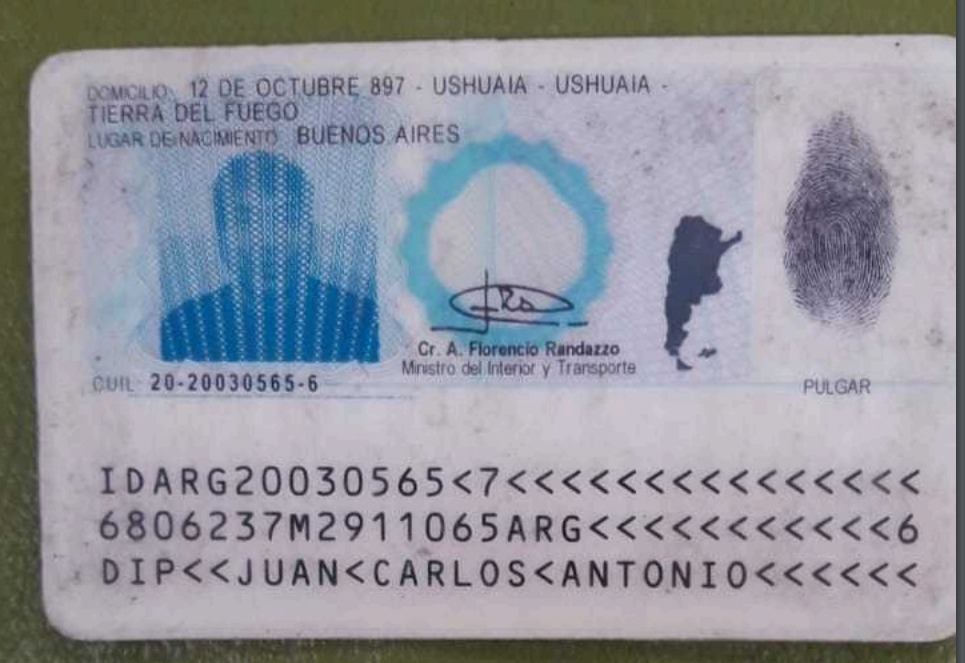 DOMICILIO: 12 DE OCTUBRE 897 - USHUAIA - USHUAIA -
TIERRA DEL FUEGO
LUGAR DE NACIMIENTO BUENOS AIRES
Cr. A. Florencio Randazzo
Ministro del Interior y Transporte
CUIL 20-20030565-6
PULGAR
IDARG20030565<7<<<<<<<<<<<<<<<
6806237M2911065ARG<<<<<<<<<<<6
DIP<<JUAN<CARLOS<ANTONIO<<<<<<